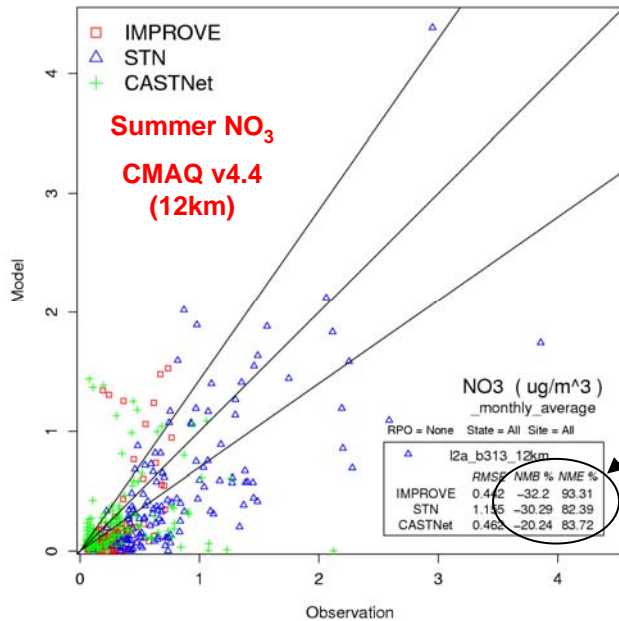 IMPROVE
STN
CASTNet
Summer NO3
CMAQ v4.4
(12km)
Model
0
1
2
3
4
NO3 ( ug/m^3 )
_monthly_average
RPO = None State = All Site = All
l2a_b313_12km
RMSE NMB % NME %
IMPROVE 0.442 −32.2 93.31
STN 1.155 −30.29 82.39
CASTNet 0.462 −20.24 83.72
0 1 2 3 4
Observation